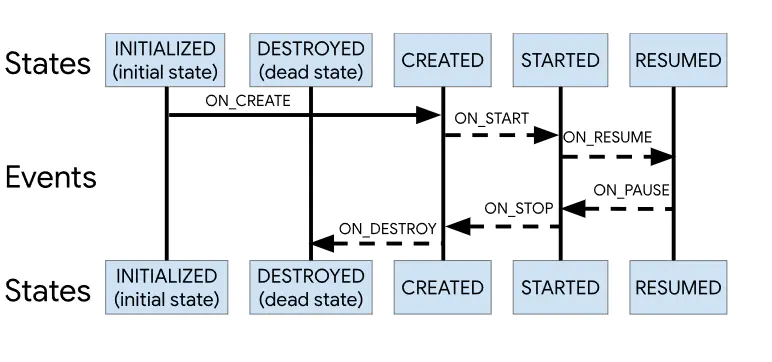 States
INITIALIZED
(initial state)
DESTROYED
(dead state)
CREATED
STARTED
RESUMED
ON_CREATE
ON_START
ON_RESUME
Events
ON_PAUSE
ON_STOP
ON_DESTROY
States
INITIALIZED
(initial state)
DESTROYED
(dead state)
CREATED
STARTED
RESUMED